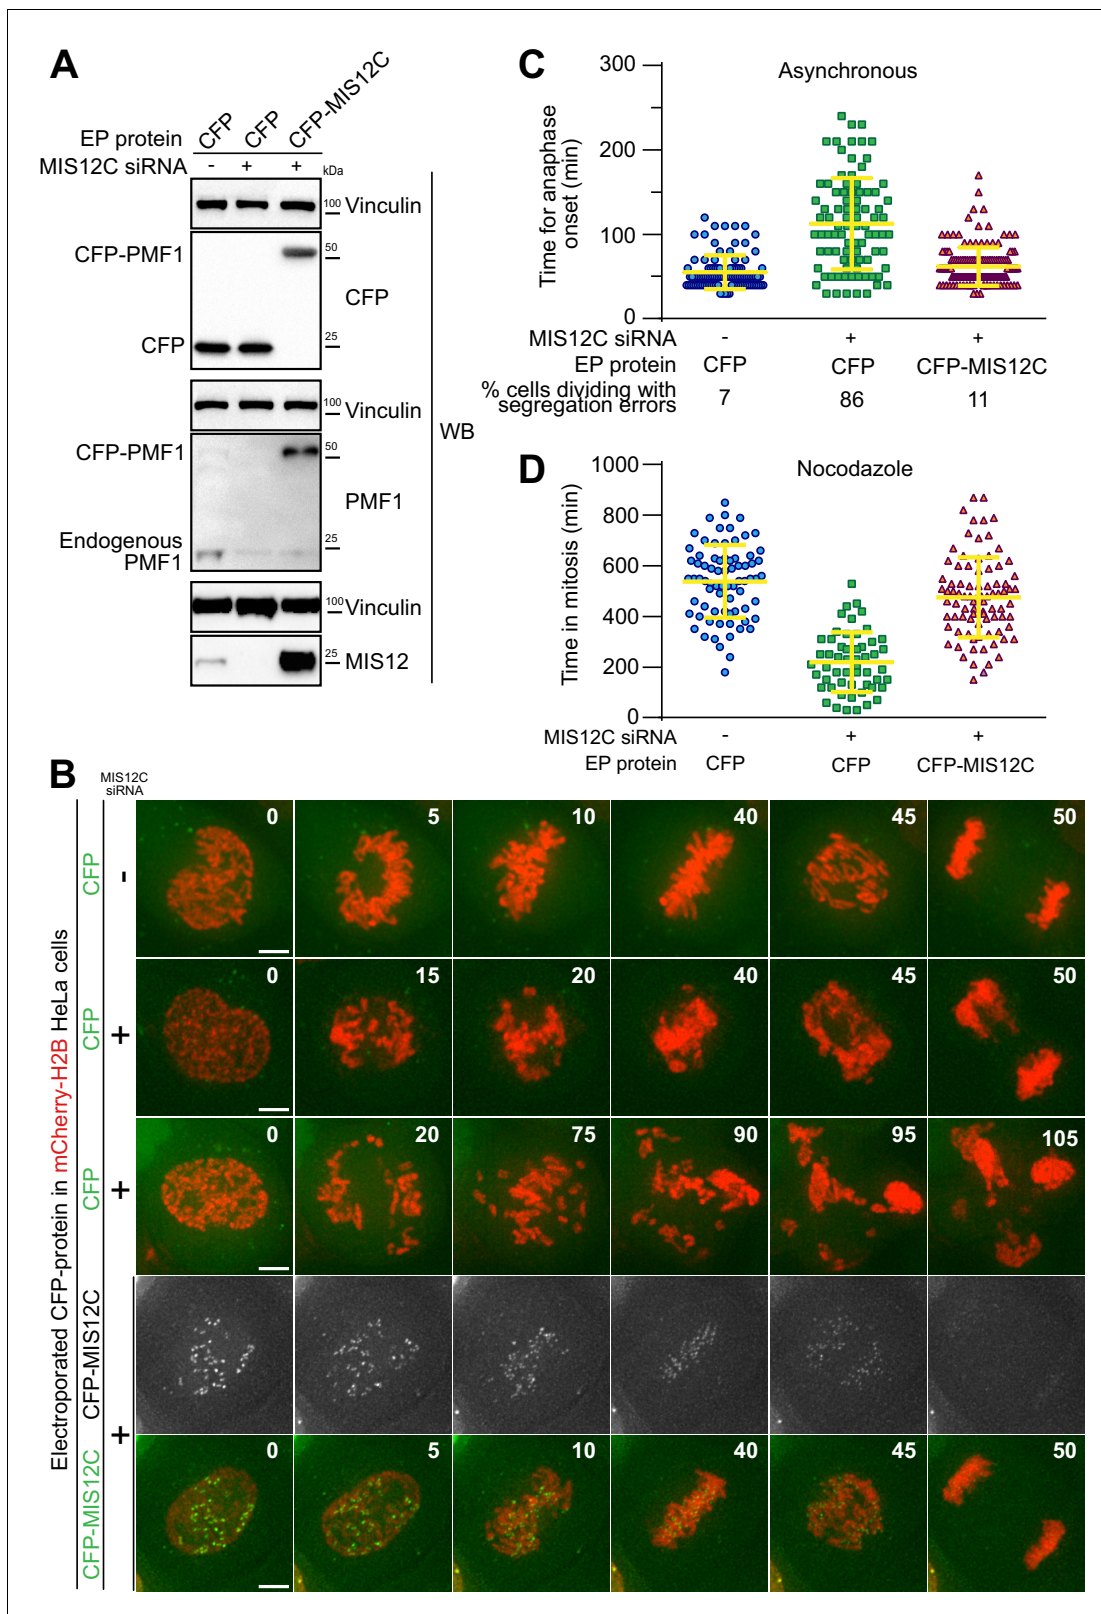 A
EP protein CFP CFP CFP-MIS12C
MIS12C siRNA - + +
kDa
100 Vinculin
CFP-PMF1 50
CFP
CFP 25
100 Vinculin
CFP-PMF1 50
PMF1
Endogenous PMF1 25
100 Vinculin
25 MIS12
WB
C
Asynchronous
Time for anaphase
onset (min)
300
200
100
0
MIS12C siRNA - + +
EP protein CFP CFP CFP-MIS12C
% cells dividing with
segregation errors 7 86 11
D
Nocodazole
Time in mitosis (min)
1000
800
600
400
200
0
MIS12C siRNA - + +
EP protein CFP CFP CFP-MIS12C
B
MIS12C
siRNA
Electroporated CFP-protein in mCherry-H2B HeLa cells
CFP - 0 5 10 40 45 50
CFP + 0 15 20 40 45 50
CFP + 0 20 75 90 95 105
CFP-MIS12C
+
CFP-MIS12C 0 5 10 40 45 50